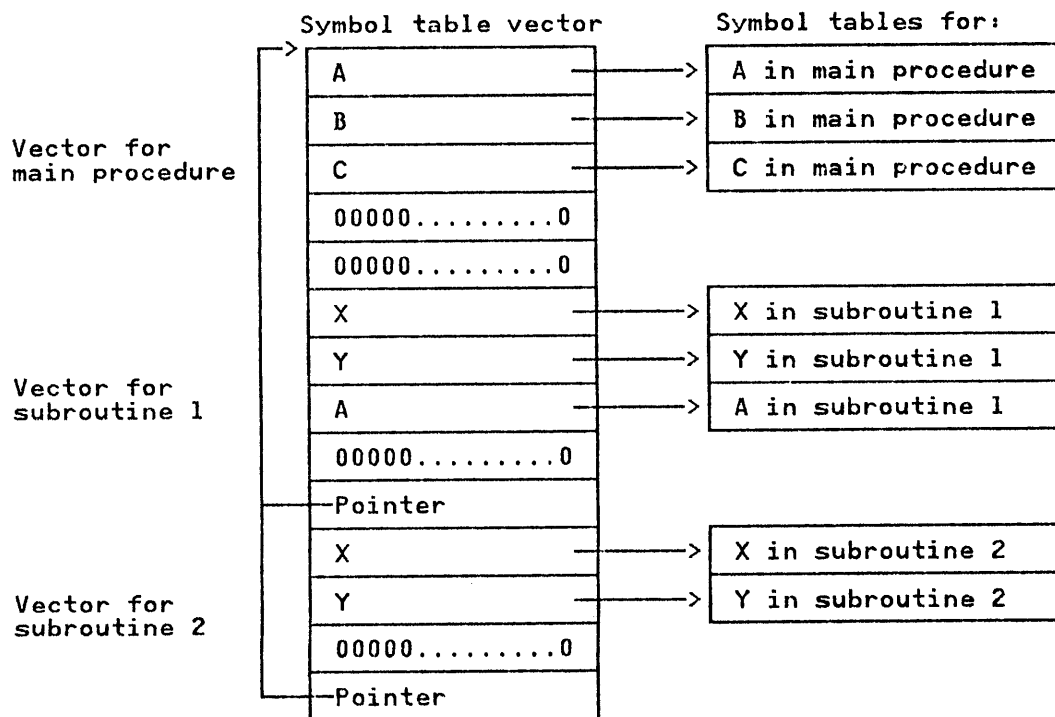 Symbol table vector
Symbol tables for:
A
A in main procedure
B
B in main procedure
Vector for
main procedure
C
C in main procedure
00000.........0
00000.........0
X
X in subroutine 1
Y
Y in subroutine 1
Vector for
subroutine 1
A
A in subroutine 1
00000.........0
Pointer
X
X in subroutine 2
Vector for
subroutine 2
Y
Y in subroutine 2
00000.........0
Pointer